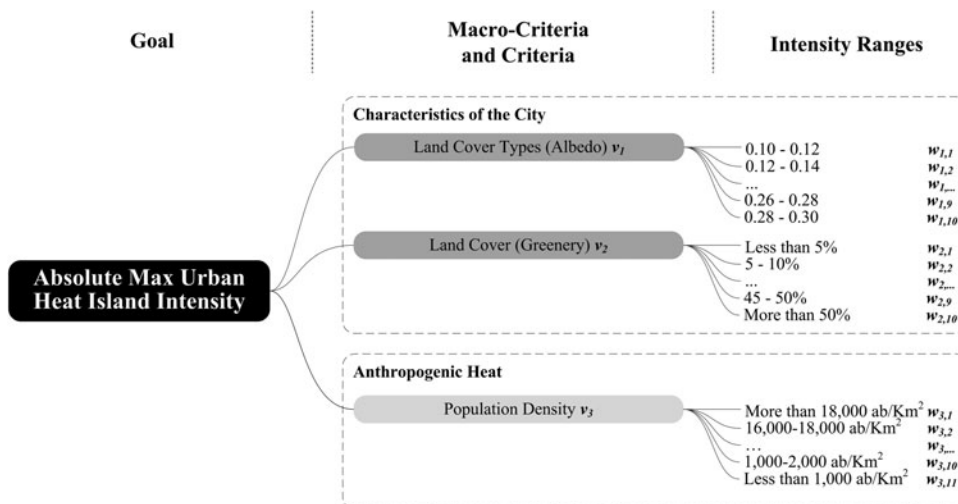 Goal
Macro-Criteria
and Criteria
Intensity Ranges
Absolute Max Urban
Heat Island Intensity
Characteristics of the City
Land Cover Types (Albedo) v1
0.10 - 0.12 w1,1
0.12 - 0.14 w1,2
... w1,...
0.26 - 0.28 w1,9
0.28 - 0.30 w1,10
Land Cover (Greenery) v2
Less than 5% w2,1
5 - 10% w2,2
... w2,...
45 - 50% w2,9
More than 50% w2,10
Anthropogenic Heat
Population Density v3
More than 18,000 ab/Km² w3,1
16,000-18,000 ab/Km² w3,2
... w3,...
1,000-2,000 ab/Km² w3,10
Less than 1,000 ab/Km² w3,11